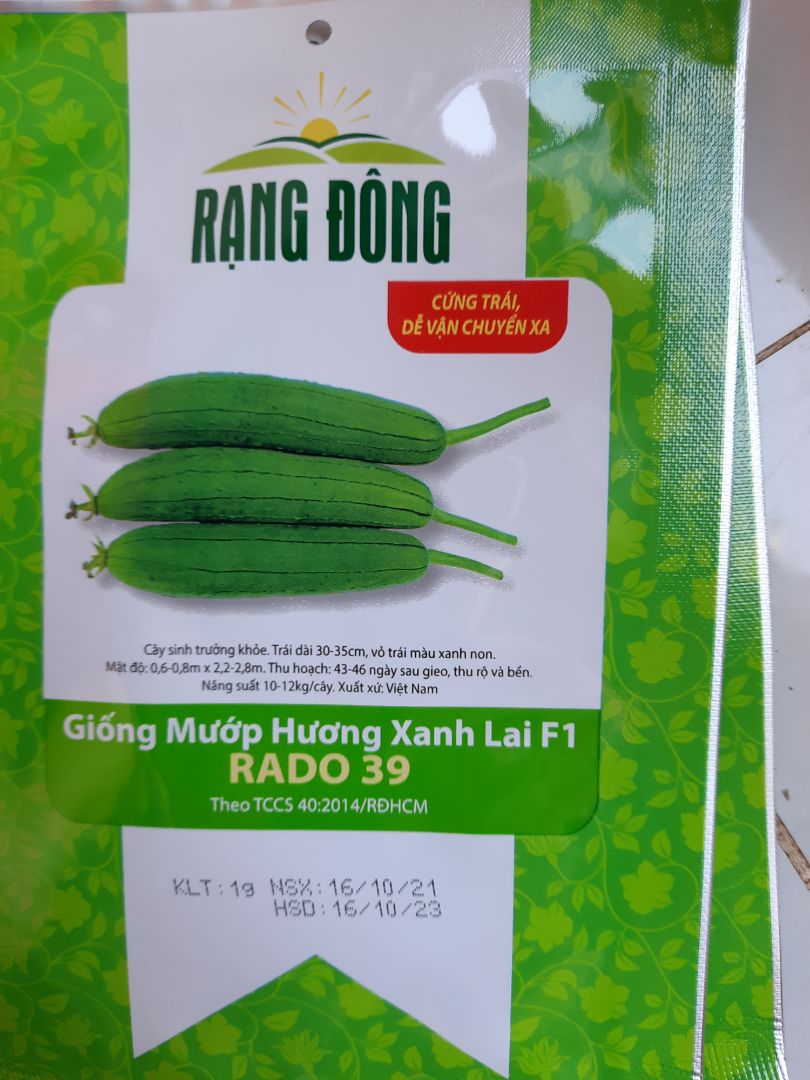 RẠNG ĐÔNG
CỨNG TRÁI,
DỄ VẬN CHUYỂN XA
Cây sinh trưởng khỏe. Trái dài 30-35cm, vỏ trái màu xanh non.
Mật độ: 0,6-0,8m x 2,2-2,8m. Thu hoạch: 43-46 ngày sau gieo, thu rộ và bền.
Năng suất 10-12kg/cây. Xuất xứ: Việt Nam
Giống Mướp Hương Xanh Lai F1
RADO 39
Theo TCCS 40:2014/RĐHCM
KLT: 1g NSX: 16/10/21
HSD: 16/10/23